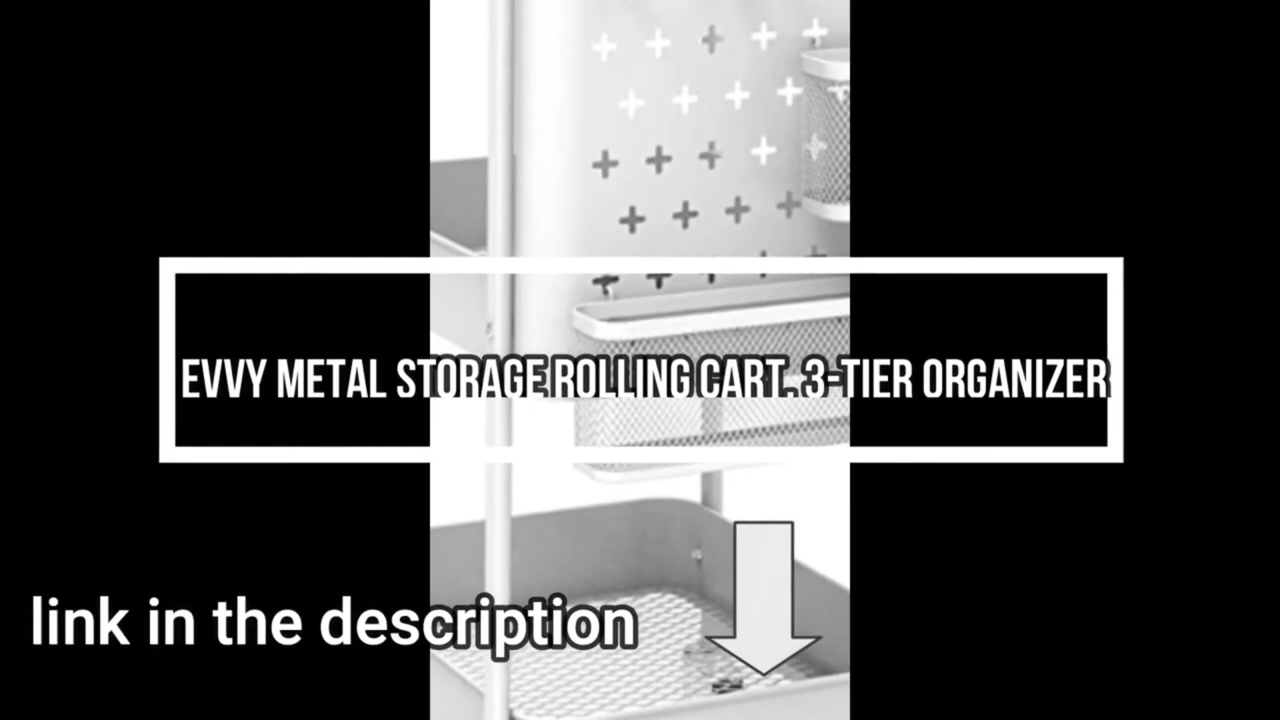 EVVY METAL STORAGE ROLLING CART, 3-TIER ORGANIZER
link in the description